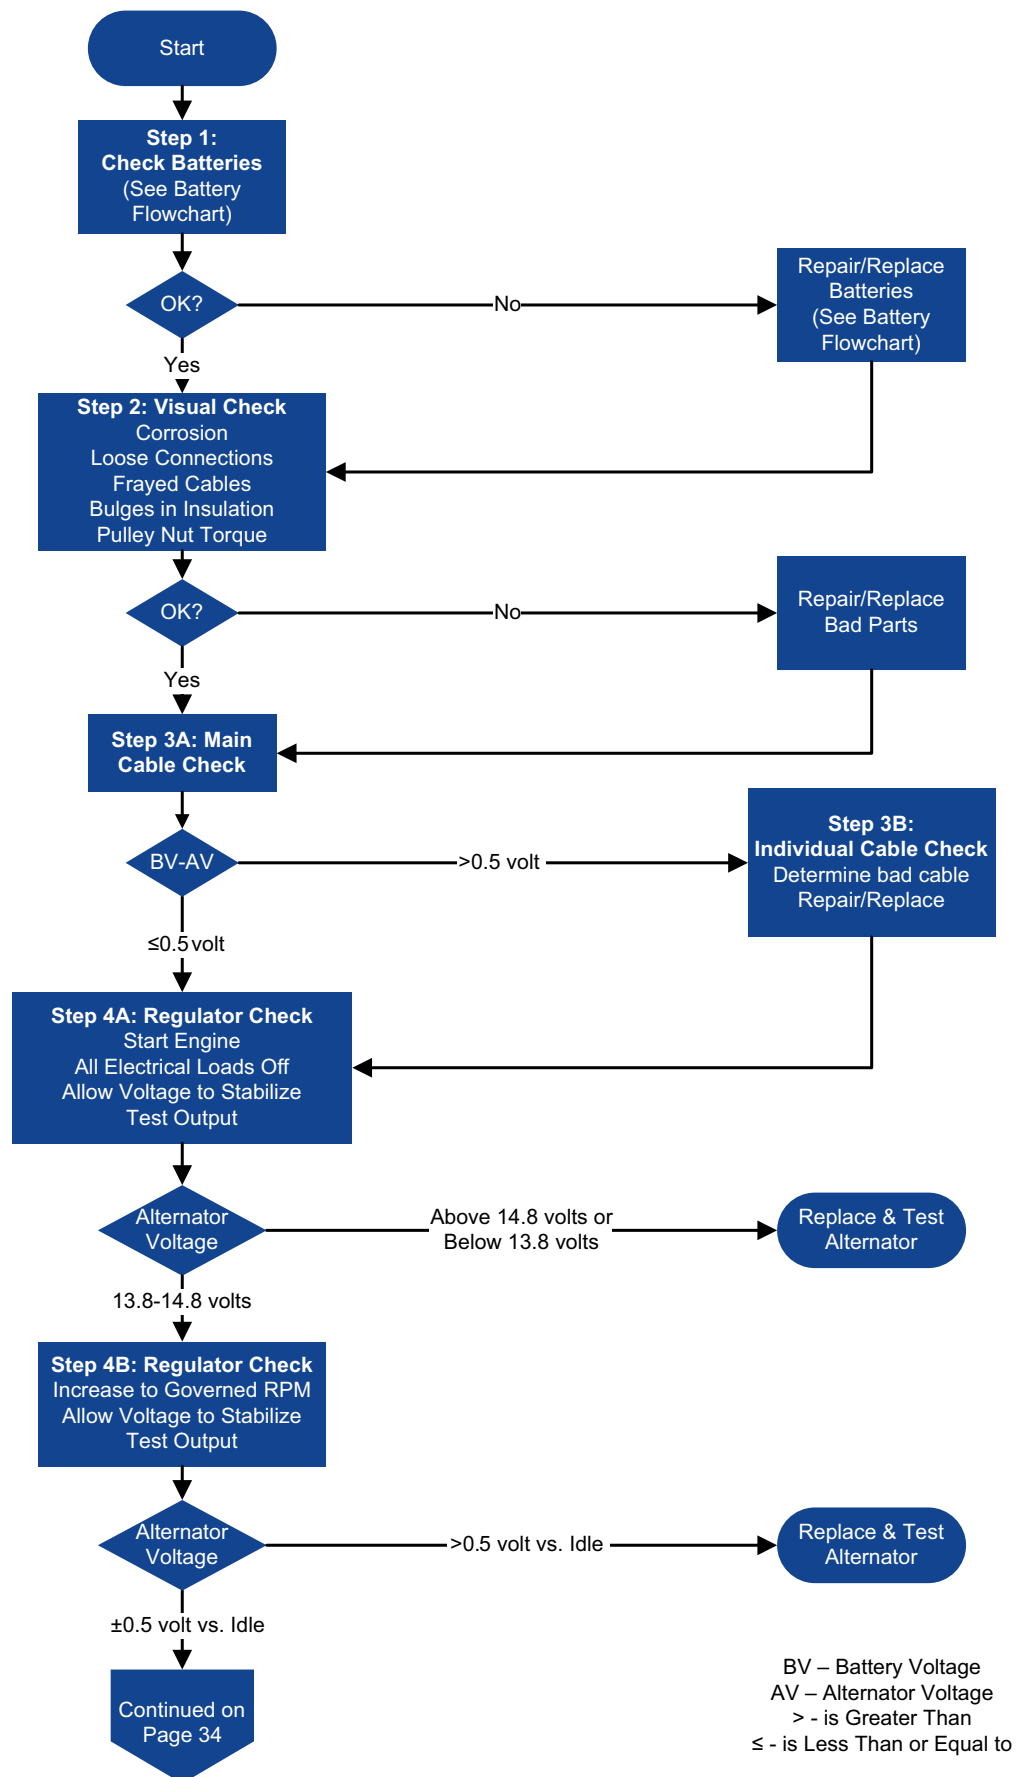 Start
Step 1:
Check Batteries
(See Battery
Flowchart)
OK?
No
Repair/Replace
Batteries
(See Battery
Flowchart)
Yes
Step 2: Visual Check
Corrosion
Loose Connections
Frayed Cables
Bulges in Insulation
Pulley Nut Torque
OK?
No
Repair/Replace
Bad Parts
Yes
Step 3A: Main
Cable Check
BV-AV
>0.5 volt
Step 3B:
Individual Cable Check
Determine bad cable
Repair/Replace
≤0.5 volt
Step 4A: Regulator Check
Start Engine
All Electrical Loads Off
Allow Voltage to Stabilize
Test Output
Alternator
Voltage
Above 14.8 volts or
Below 13.8 volts
Replace & Test
Alternator
13.8-14.8 volts
Step 4B: Regulator Check
Increase to Governed RPM
Allow Voltage to Stabilize
Test Output
Alternator
Voltage
>0.5 volt vs. Idle
Replace & Test
Alternator
±0.5 volt vs. Idle
Continued on
Page 34
BV – Battery Voltage
AV – Alternator Voltage
> - is Greater Than
≤ - is Less Than or Equal to